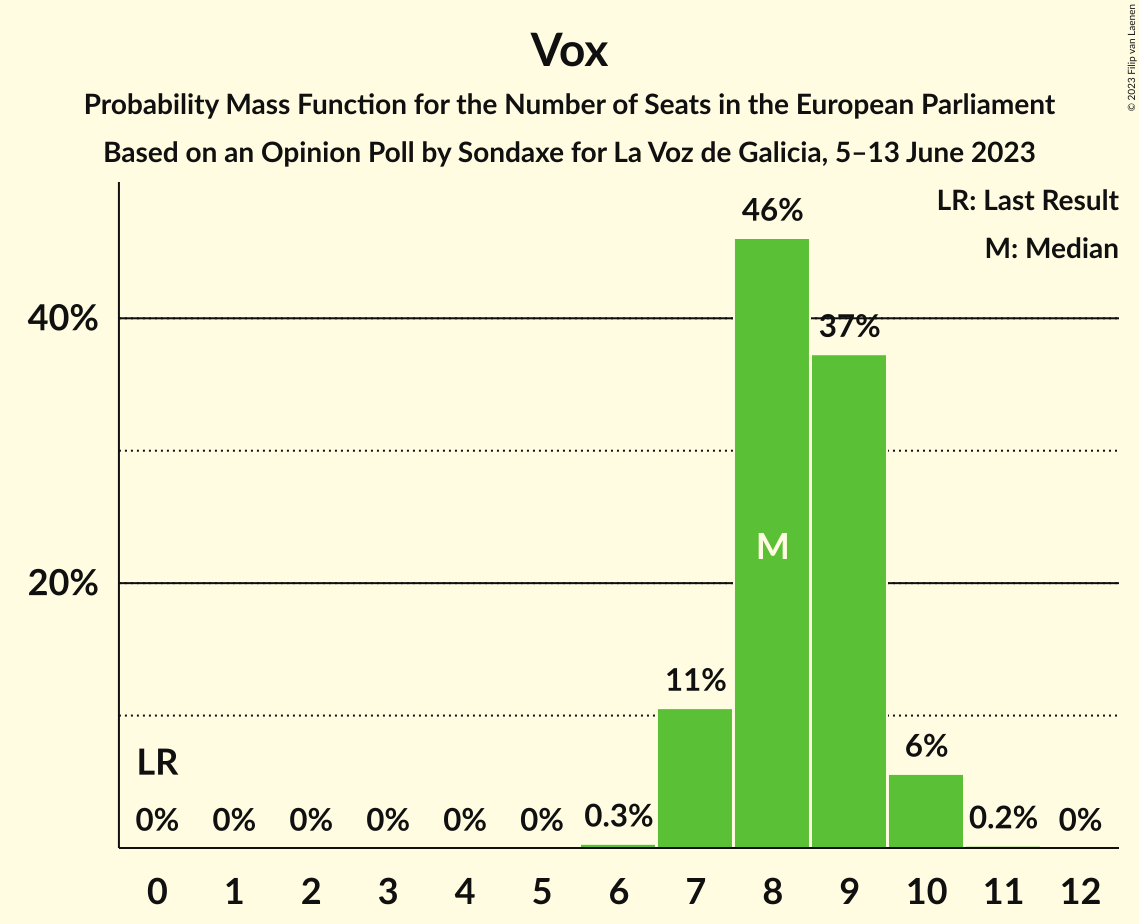 Vox
Probability Mass Function for the Number of Seats in the European Parliament
Based on an Opinion Poll by Sondaxe for La Voz de Galicia, 5–13 June 2023
© 2023 Filip van Laenen
LR: Last Result
M: Median
46%
40%
37%
M
20%
11%
6%
LR
0% 0% 0% 0% 0% 0% 0.3% 0.2% 0%
0 1 2 3 4 5 6 7 8 9 10 11 12